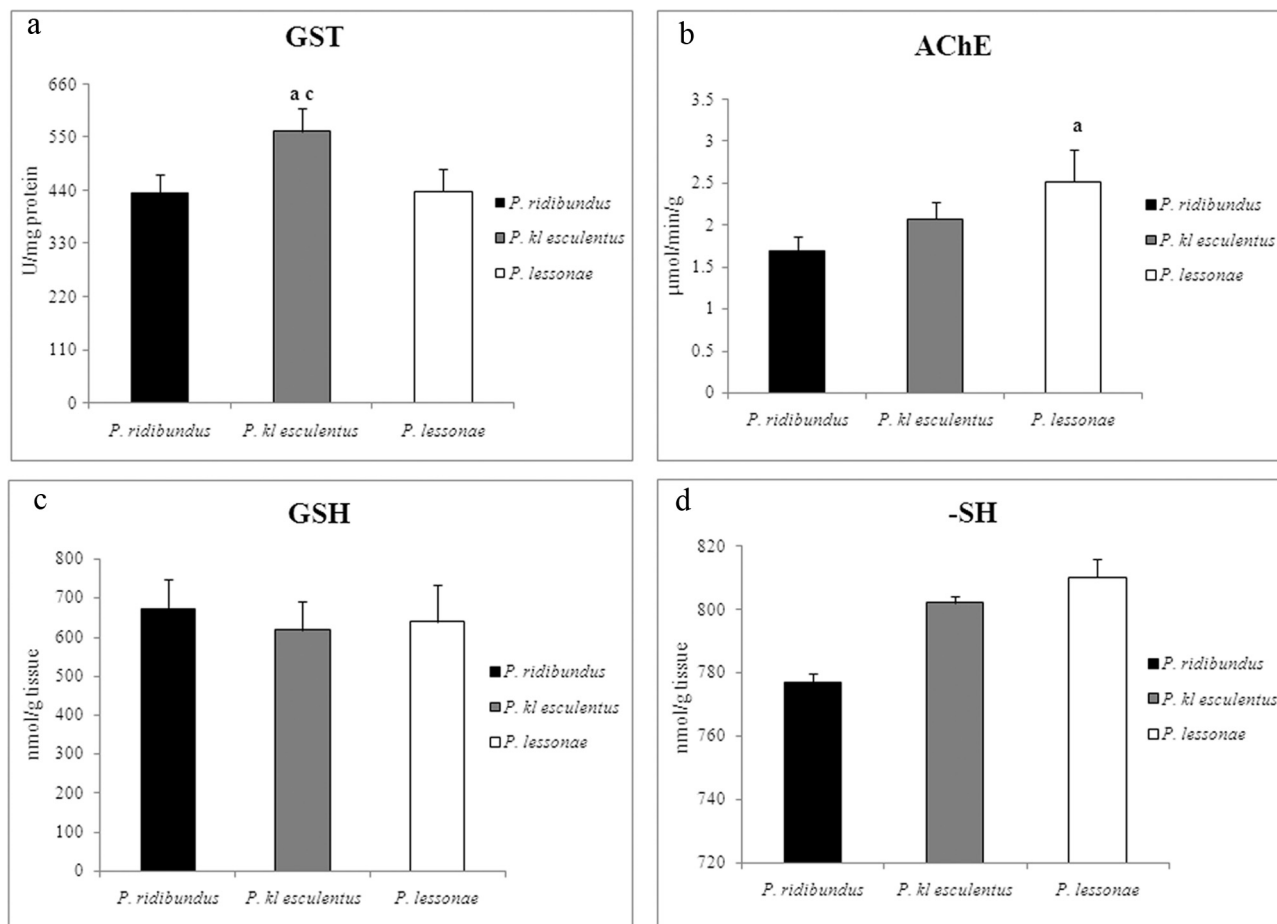 a
GST
660
550
440
330
220
110
0
U/mg protein
a c
P. ridibundus
P. kl esculentus
P. lessonae
P. ridibundus
P. kl esculentus
P. lessonae
b
AChE
3.5
3
2.5
2
1.5
1
0.5
0
µmol/min/g
a
P. ridibundus
P. kl esculentus
P. lessonae
P. ridibundus
P. kl esculentus
P. lessonae
c
GSH
800
700
600
500
400
300
200
100
0
nmol/g tissue
P. ridibundus
P. kl esculentus
P. lessonae
P. ridibundus
P. kl esculentus
P. lessonae
d
-SH
820
800
780
760
740
720
nmol/g tissue
P. ridibundus
P. kl esculentus
P. lessonae
P. ridibundus
P. kl esculentus
P. lessonae